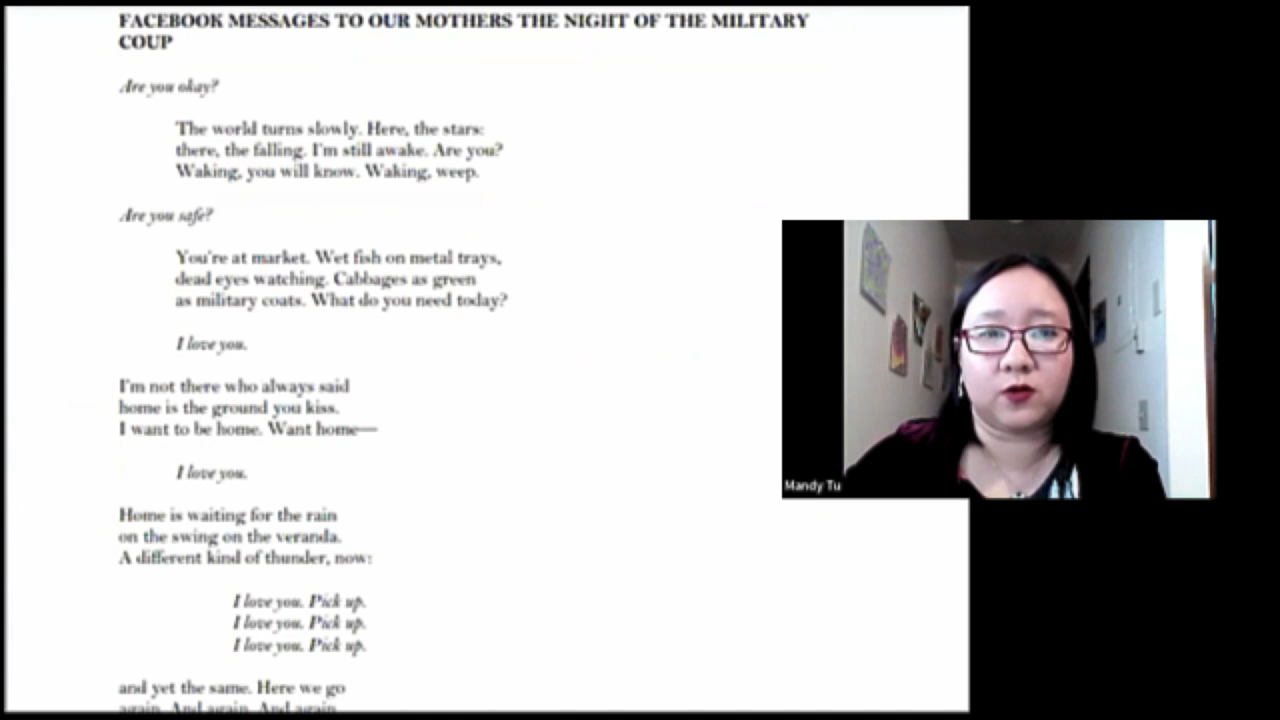 FACEBOOK MESSAGES TO OUR MOTHERS THE NIGHT OF THE MILITARY
COUP
Are you okay?
The world turns slowly. Here, the stars:
there, the falling. I'm still awake. Are you?
Waking, you will know. Waking, weep.
Are you safe?
You're at market. Wet fish on metal trays,
dead eyes watching. Cabbages as green
as military coats. What do you need today?
I love you.
I'm not there who always said
home is the ground you kiss.
I want to be home. Want home—
I love you.
Home is waiting for the rain
on the swing on the veranda.
A different kind of thunder, now:
I love you. Pick up.
I love you. Pick up.
I love you. Pick up.
and yet the same. Here we go
again. And again. And again
Mandy Tu